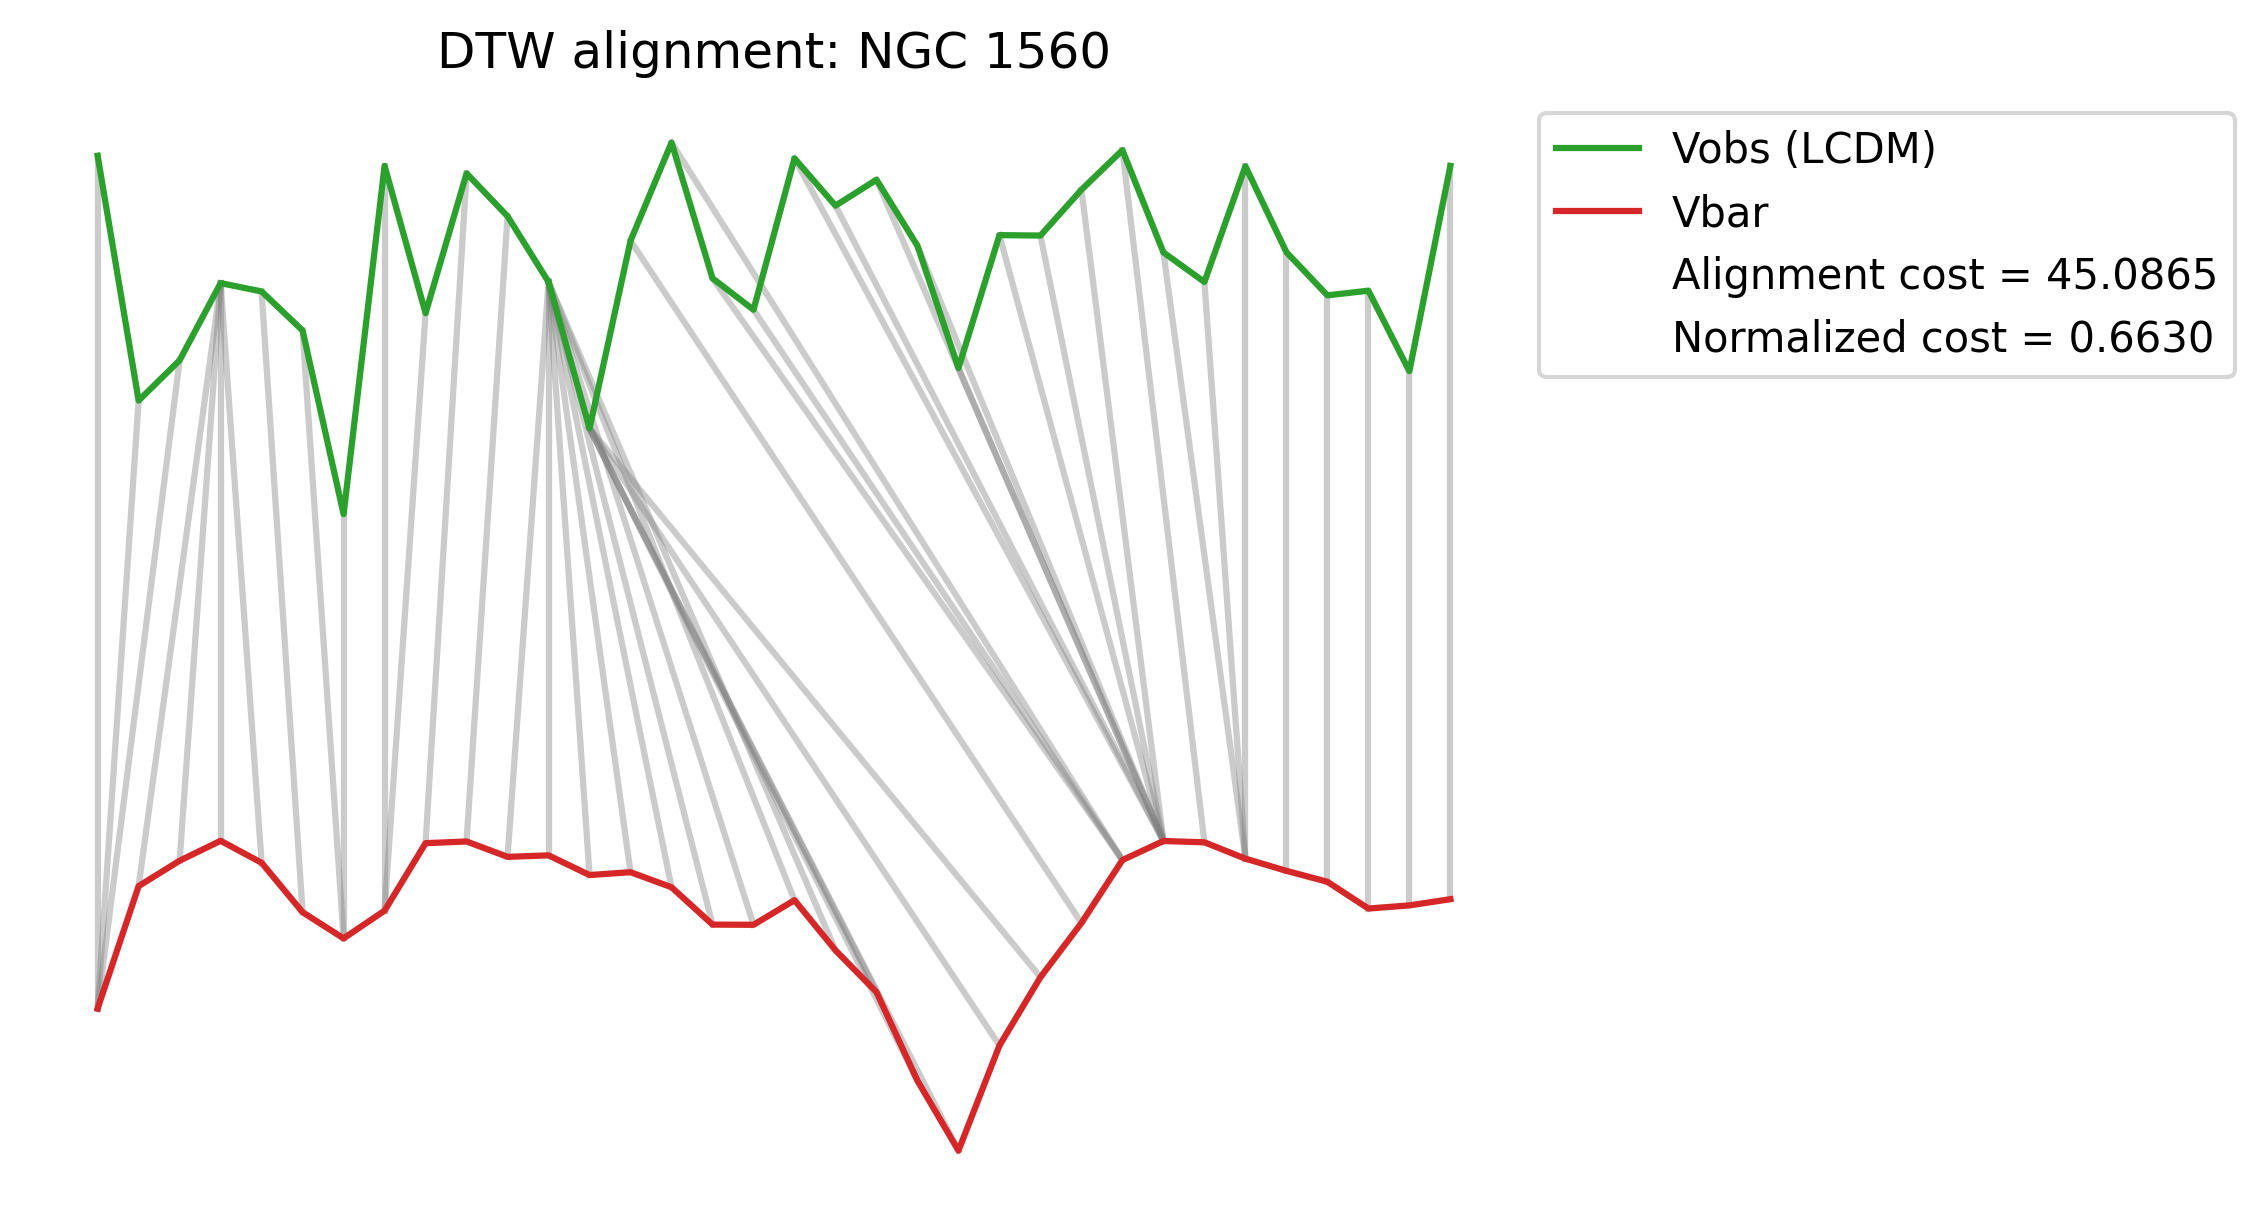 DTW alignment: NGC 1560
Vobs (LCDM)
Vbar
Alignment cost = 45.0865
Normalized cost = 0.6630